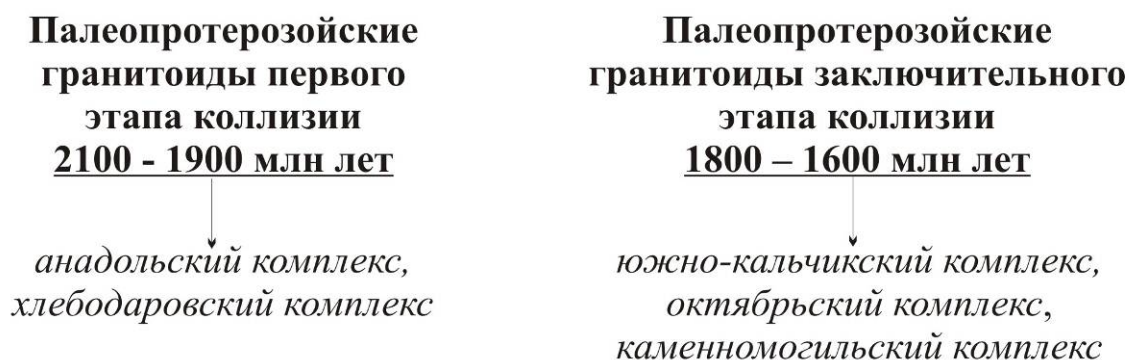 Палеопротерозойские
гранитоиды первого
этапа коллизии
2100 - 1900 млн лет
анадольский комплекс,
хлебодаровский комплекс
Палеопротерозойские
гранитоиды заключительного
этапа коллизии
1800 – 1600 млн лет
южно-кальчикский комплекс,
октябрьский комплекс,
каменномогильский комплекс